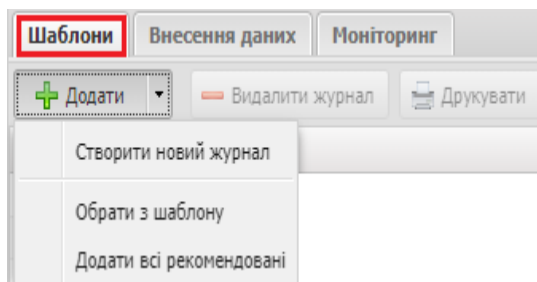 Шаблони Внесення даних Моніторинг
Додати Видалити журнал Друкувати
Створити новий журнал
Обрати з шаблону
Додати всі рекомендовані